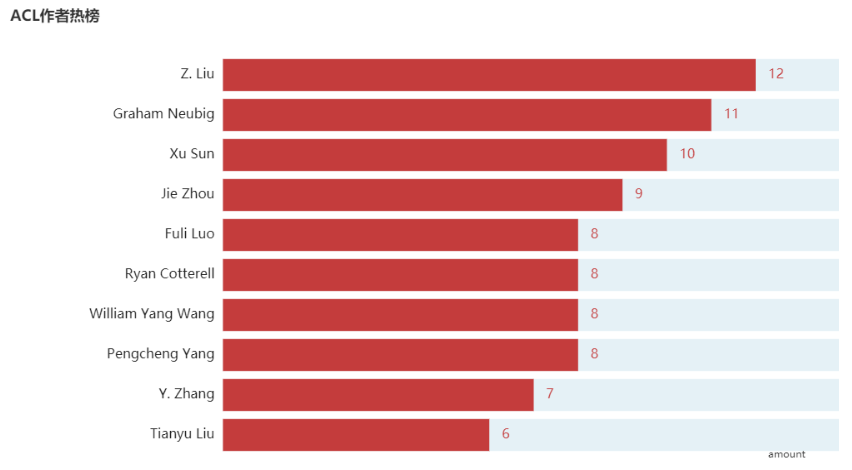 ACL作者热榜
Z. Liu 12
Graham Neubig 11
Xu Sun 10
Jie Zhou 9
Fuli Luo 8
Ryan Cotterell 8
William Yang Wang 8
Pengcheng Yang 8
Y. Zhang 7
Tianyu Liu 6
amount